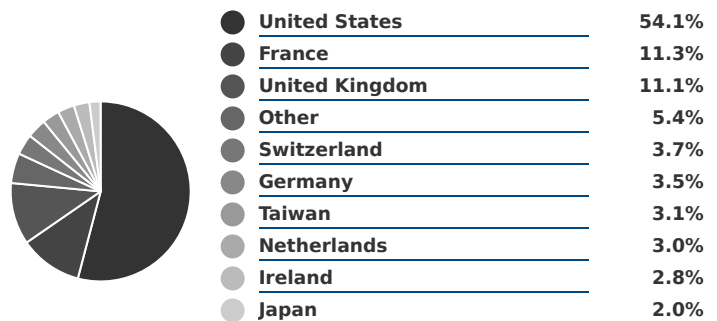 United States 54.1%
France 11.3%
United Kingdom 11.1%
Other 5.4%
Switzerland 3.7%
Germany 3.5%
Taiwan 3.1%
Netherlands 3.0%
Ireland 2.8%
Japan 2.0%